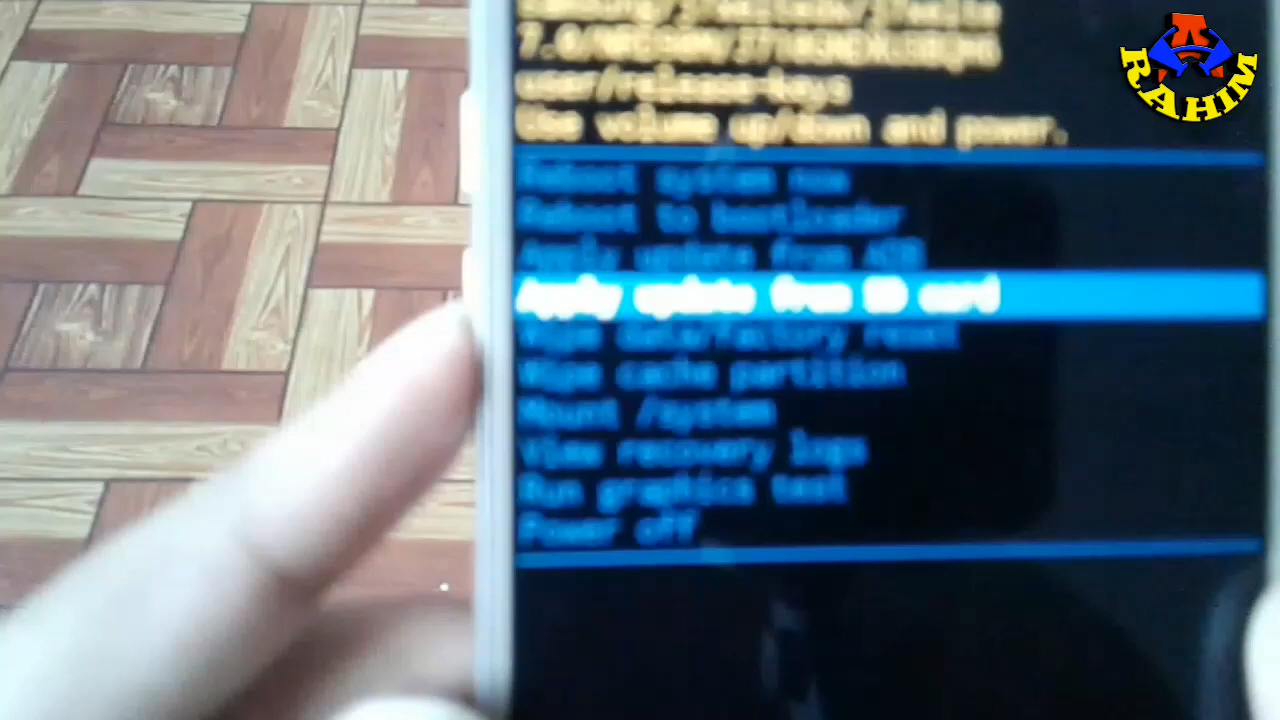 user/release-keys
Use volume up/down and power.
Reboot system now
Reboot to bootloader
Apply update from ADB
Apply update from SD card
Wipe data/factory reset
Wipe cache partition
Mount /system
View recovery logs
Run graphics test
Power off
A RAHIM